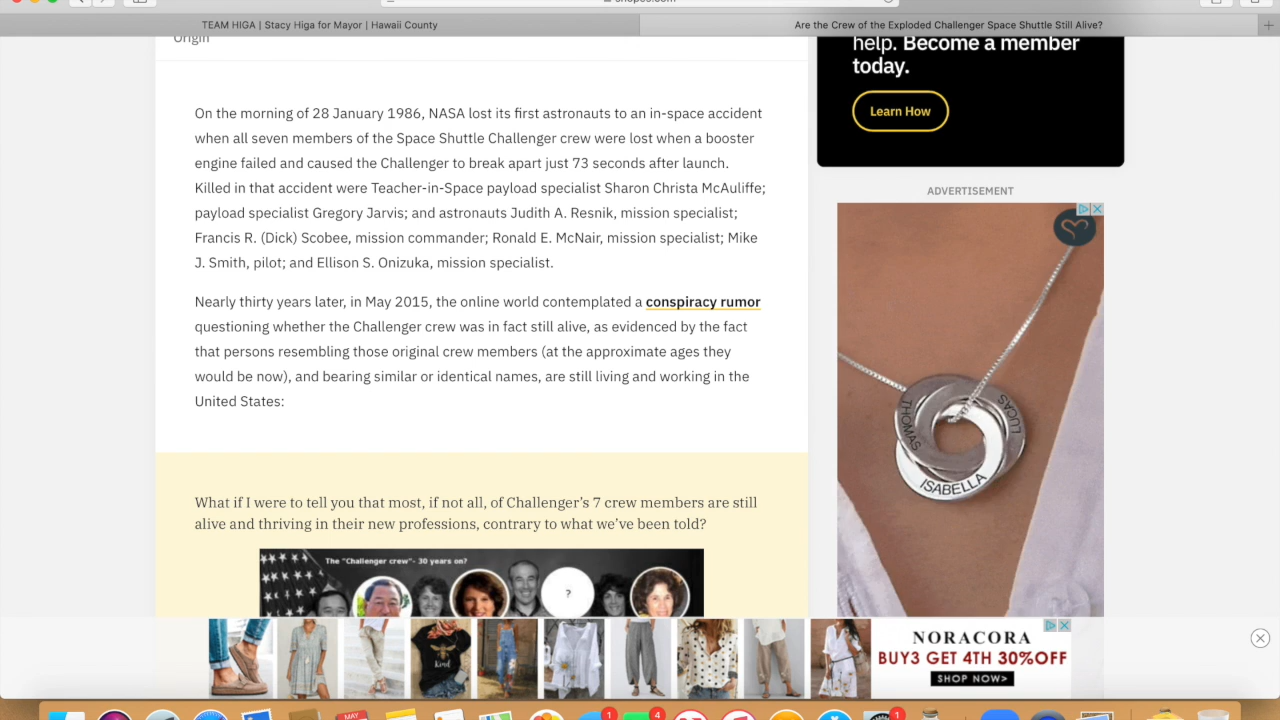 TEAM HIGA | Stacy Higa for Mayor | Hawaii County
Are the Crew of the Exploded Challenger Space Shuttle Still Alive?
Origin
On the morning of 28 January 1986, NASA lost its first astronauts to an in-space accident
when all seven members of the Space Shuttle Challenger crew were lost when a booster
engine failed and caused the Challenger to break apart just 73 seconds after launch.
Killed in that accident were Teacher-in-Space payload specialist Sharon Christa McAuliffe;
payload specialist Gregory Jarvis; and astronauts Judith A. Resnik, mission specialist;
Francis R. (Dick) Scobee, mission commander; Ronald E. McNair, mission specialist; Mike
J. Smith, pilot; and Ellison S. Onizuka, mission specialist.
Nearly thirty years later, in May 2015, the online world contemplated a conspiracy rumor
questioning whether the Challenger crew was in fact still alive, as evidenced by the fact
that persons resembling those original crew members (at the approximate ages they
would be now), and bearing similar or identical names, are still living and working in the
United States:
What if I were to tell you that most, if not all, of Challenger's 7 crew members are still
alive and thriving in their new professions, contrary to what we've been told?
The "Challenger crew"- 30 years on?
?
help. Become a member
today.
Learn How
ADVERTISEMENT
THOMAS
LUCAS
ISABELLA
Kind
NORACORA
BUY3 GET 4TH 30%OFF
SHOP NOW>
MAY
1
4
1